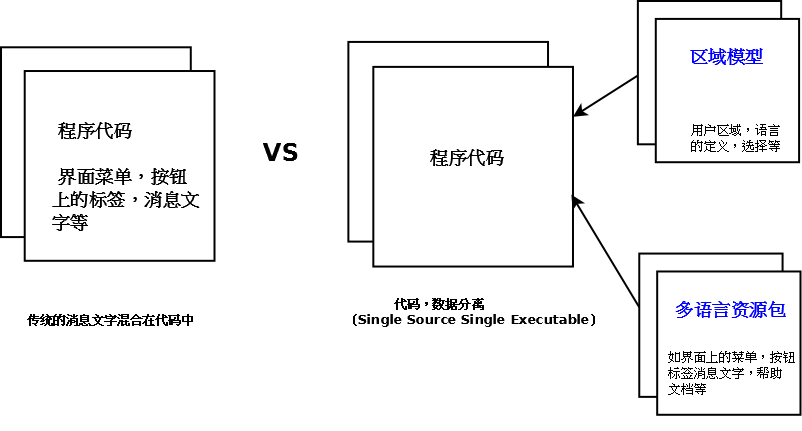 程序代码
界面菜单，按钮
上的标签，消息文
字等
传统的消息文字混合在代码中
VS
程序代码
代码，数据分离
(Single Source Single Executable)
区域模型
用户区域，语言
的定义，选择等
多语言资源包
如界面上的菜单，按钮
标签消息文字，帮助
文档等